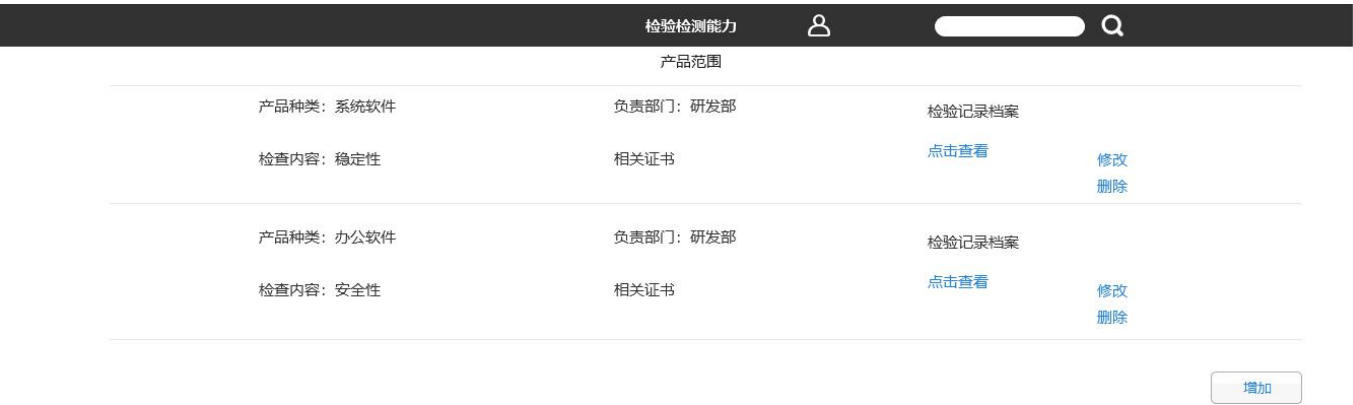 检验检测能力
产品范围
产品种类：系统软件
负责部门：研发部
检验记录档案
检查内容：稳定性
相关证书
点击查看
修改
删除
产品种类：办公软件
负责部门：研发部
检验记录档案
检查内容：安全性
相关证书
点击查看
修改
删除
增加